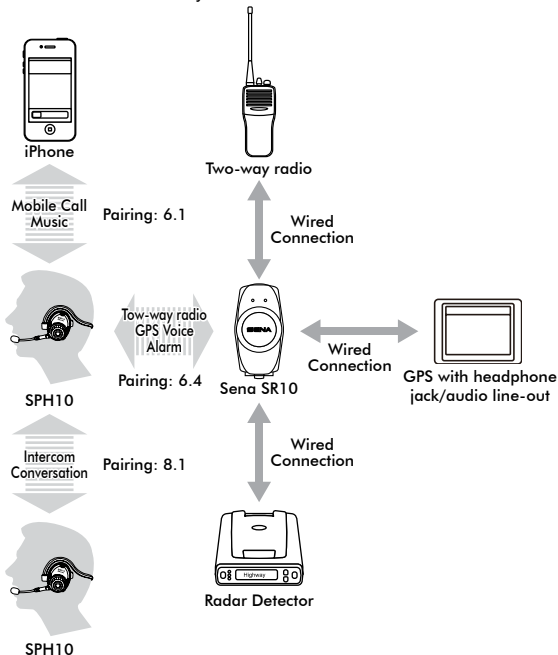 iPhone
Two-way radio
Mobile Call
Music
Pairing: 6.1
Wired
Connection
Tow-way radio
GPS Voice
Alarm
Pairing: 6.4
SENA
Sena SR10
Wired
Connection
GPS with headphone
jack/audio line-out
SPH10
Intercom
Conversation
Pairing: 8.1
Wired
Connection
Highway
Radar Detector
SPH10